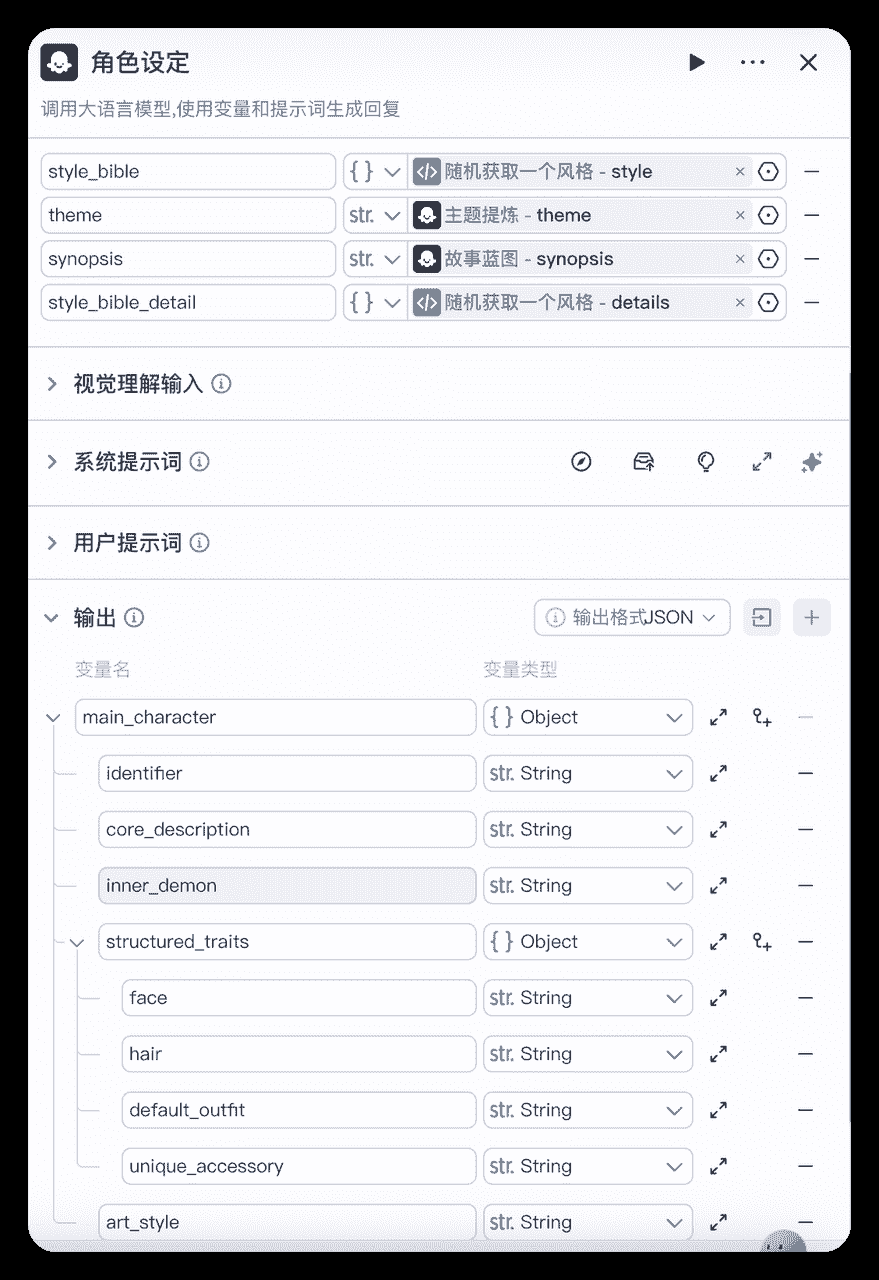 角色设定
调用大语言模型,使用变量和提示词生成回复
style_bible {} 随机获取一个风格 - style
theme str. 主题提炼 - theme
synopsis str. 故事蓝图 - synopsis
style_bible_detail {} 随机获取一个风格 - details
视觉理解输入
系统提示词
用户提示词
输出 输出格式JSON
变量名 变量类型
main_character {} Object
identifier str. String
core_description str. String
inner_demon str. String
structured_traits {} Object
face str. String
hair str. String
default_outfit str. String
unique_accessory str. String
art_style str. String